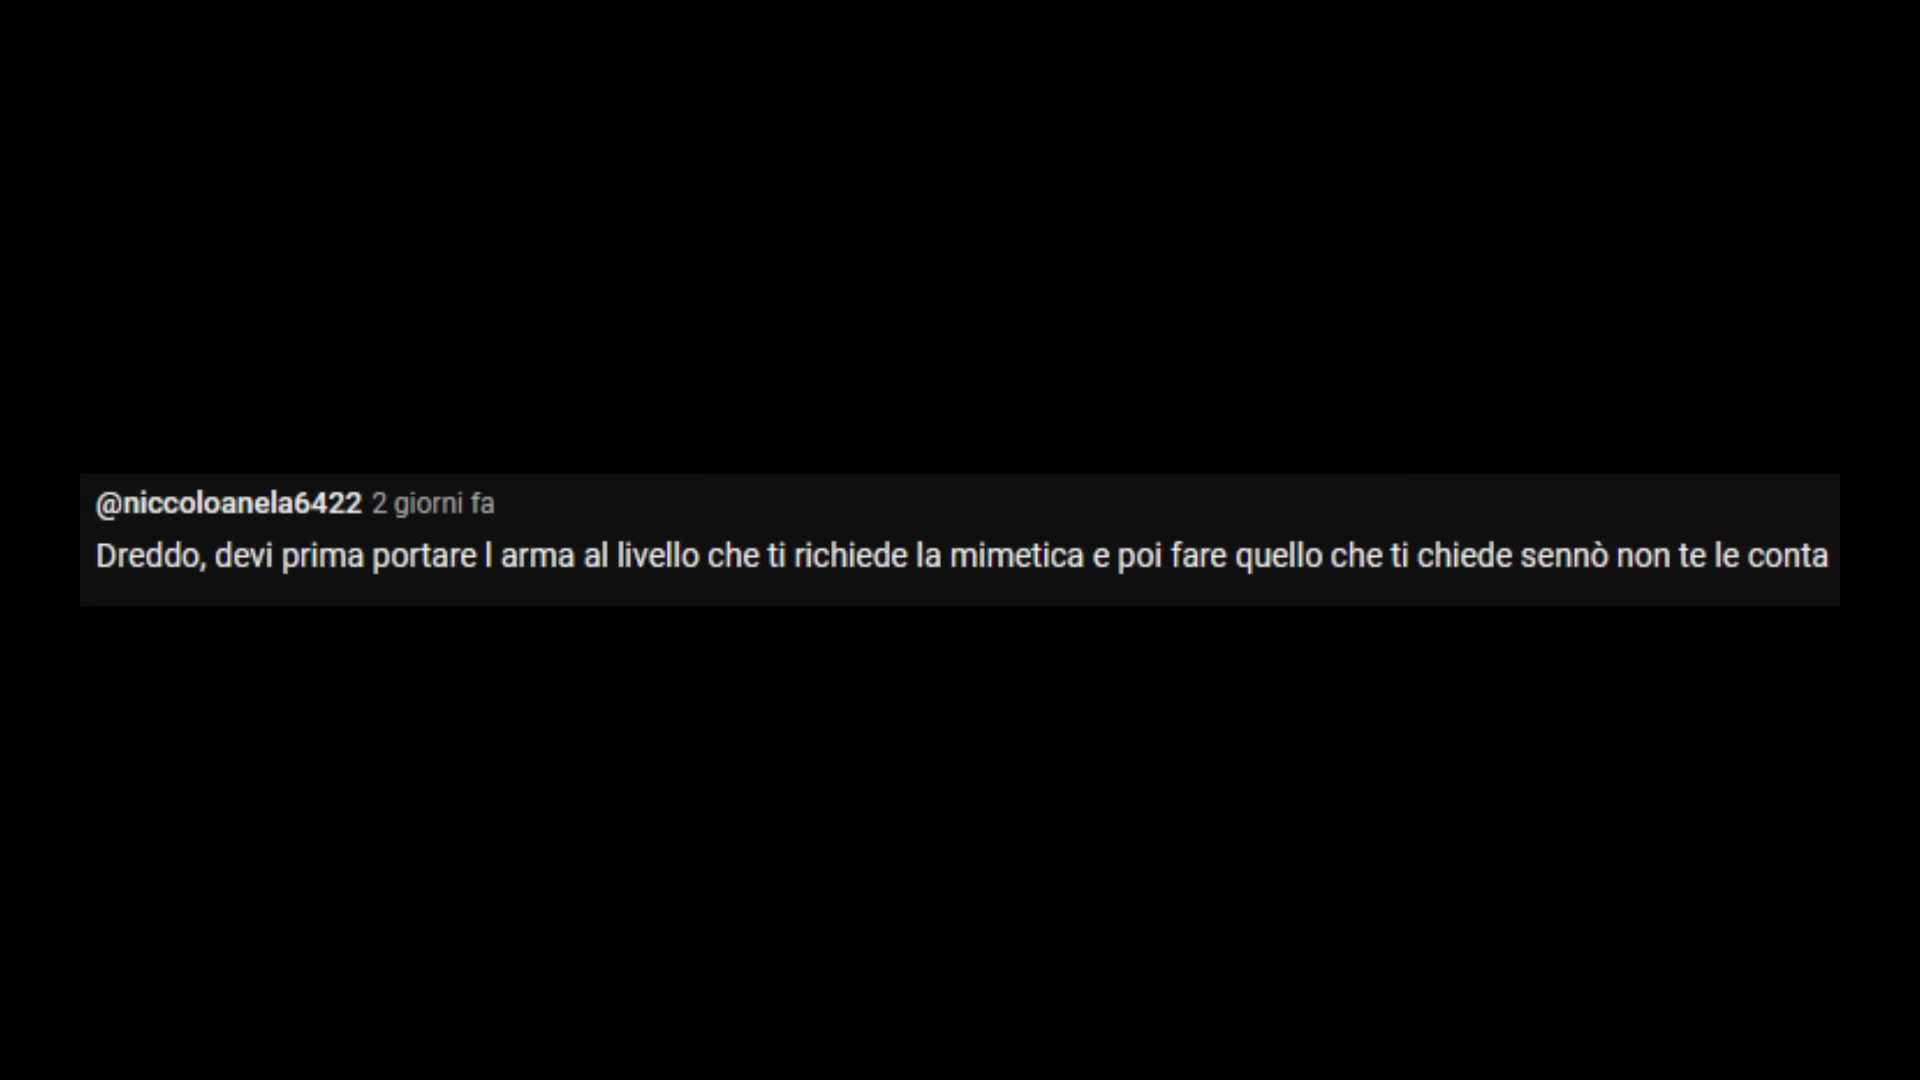 @niccoloanela6422 2 giorni fa
Dreddo, devi prima portare l arma al livello che ti richiede la mimetica e poi fare quello che ti chiede sennò non te le conta